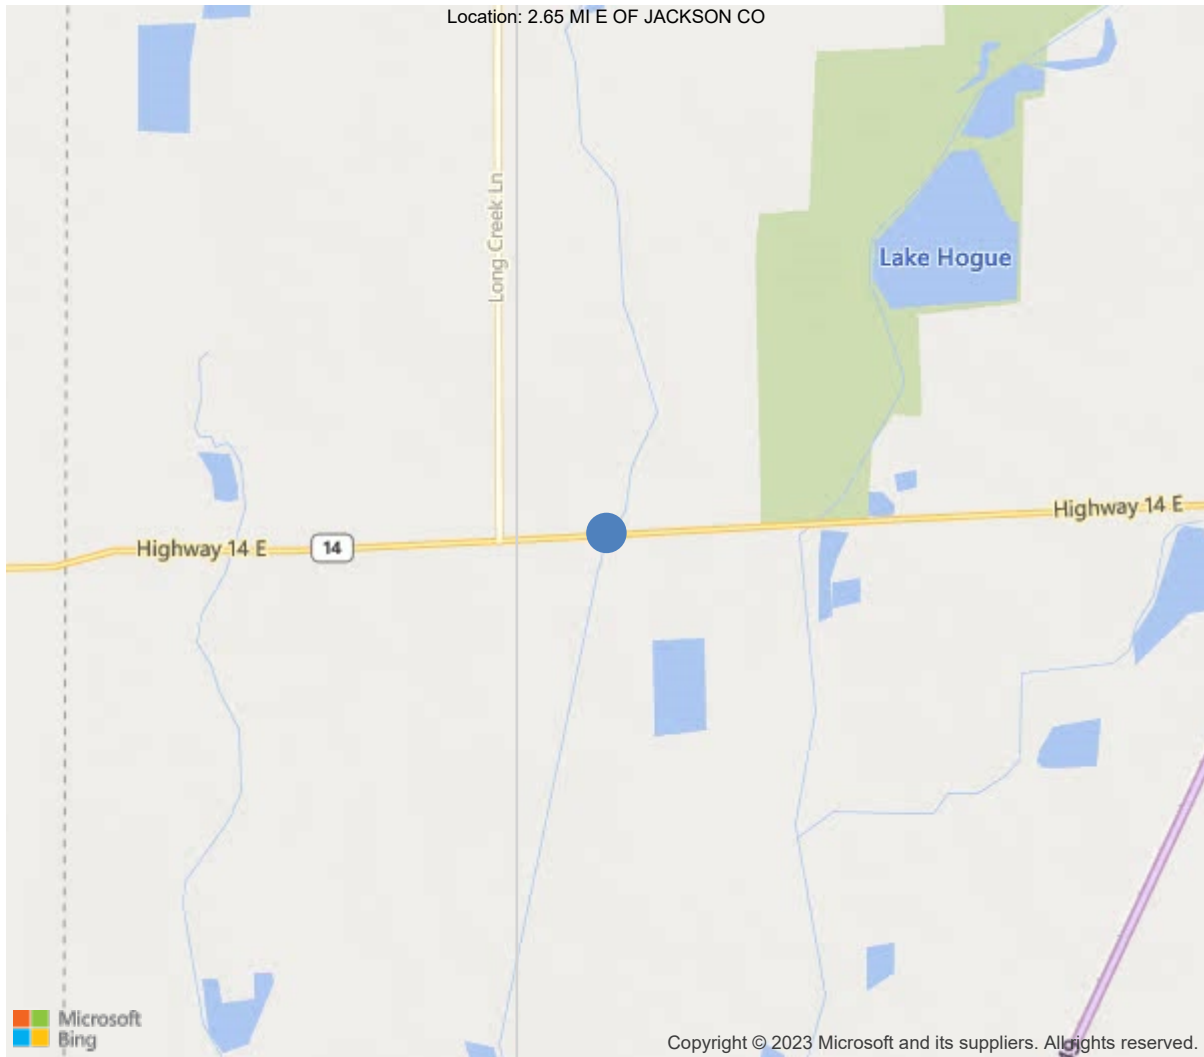 Location: 2.65 MI E OF JACKSON CO
Long Creek Ln
Lake Hogue
Highway 14 E
Highway 14 E
14
Microsoft
Bing
Copyright © 2023 Microsoft and its suppliers. All rights reserved.